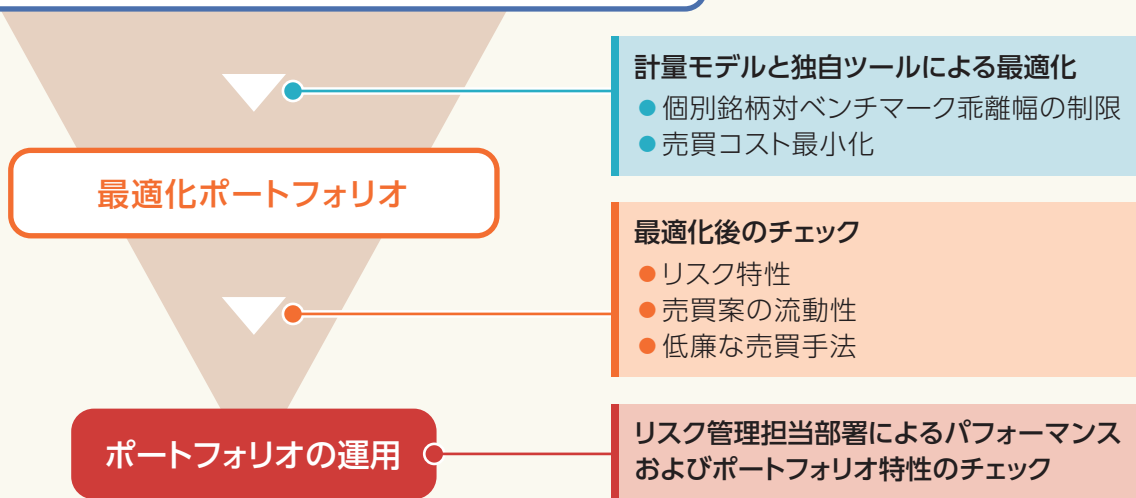 計量モデルと独自ツールによる最適化
●個別銘柄対ベンチマーク乖離幅の制限
●売買コスト最小化
最適化ポートフォリオ
最適化後のチェック
●リスク特性
●売買案の流動性
●低廉な売買手法
ポートフォリオの運用
リスク管理担当部署によるパフォーマンス
およびポートフォリオ特性のチェック